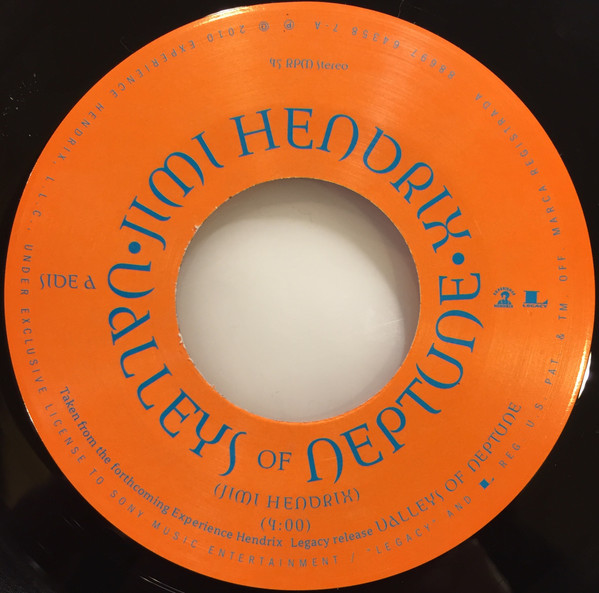 45 RPM Stereo
JIMI HENDRIX •
VALLEYS OF NEPTUNE •
SIDE A
LEGACY
(JIMI HENDRIX)
(4:00)
Taken from the forthcoming Experience Hendrix Legacy release VALLEYS OF NEPTUNE
88697 64058 7-A ℗ © 2010 EXPERIENCE HENDRIX L.L.C., UNDER EXCLUSIVE LICENSE TO SONY MUSIC ENTERTAINMENT / "LEGACY" AND L REG. U.S. PAT. & TM. OFF. MARCA REGISTRADA